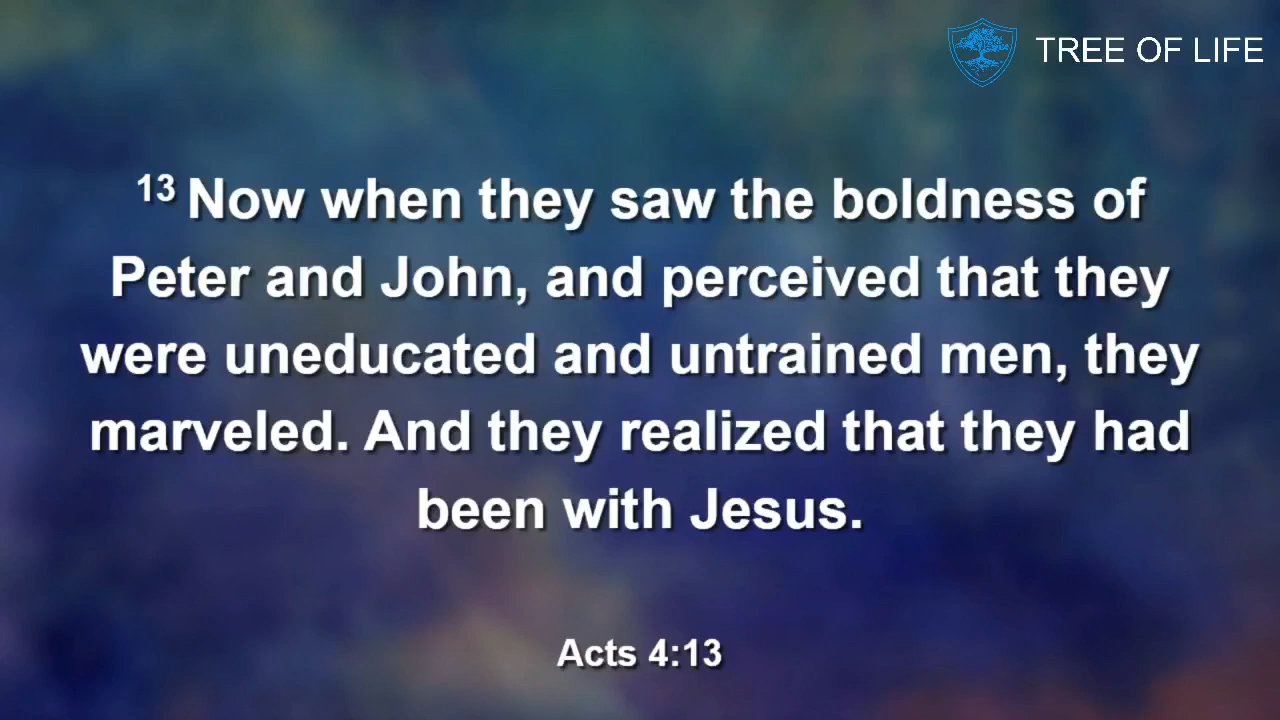 TREE OF LIFE
13 Now when they saw the boldness of
Peter and John, and perceived that they
were uneducated and untrained men, they
marveled. And they realized that they had
been with Jesus.
Acts 4:13